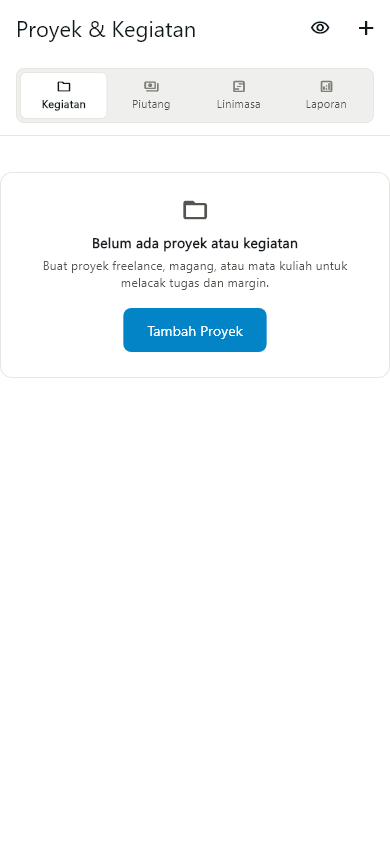 Proyek & Kegiatan
Kegiatan
Piutang
Linimasa
Laporan
Belum ada proyek atau kegiatan
Buat proyek freelance, magang, atau mata kuliah untuk
melacak tugas dan margin.
Tambah Proyek